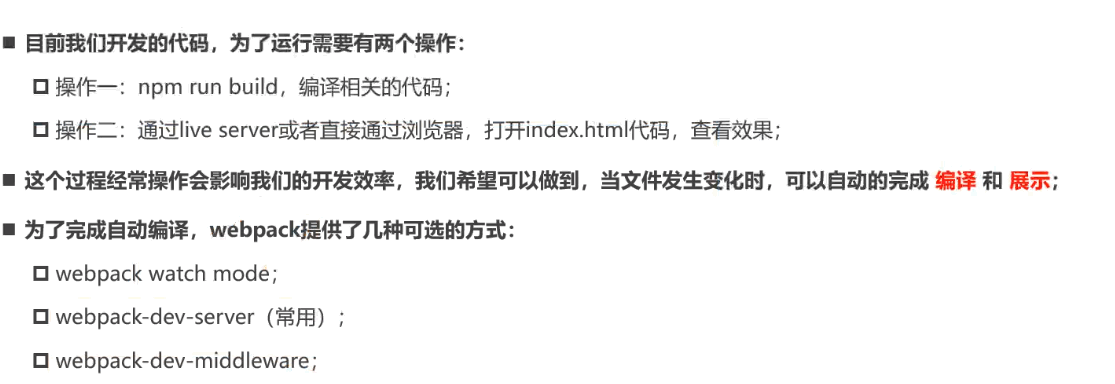 ■ 目前我们开发的代码，为了运行需要有两个操作：
口 操作一：npm run build，编译相关的代码；
口 操作二：通过live server或者直接通过浏览器，打开index.html代码，查看效果；
■ 这个过程经常操作会影响我们的开发效率，我们希望可以做到，当文件发生变化时，可以自动的完成 编译 和 展示；
■ 为了完成自动编译，webpack提供了几种可选的方式：
口 webpack watch mode；
口 webpack-dev-server（常用）；
口 webpack-dev-middleware；